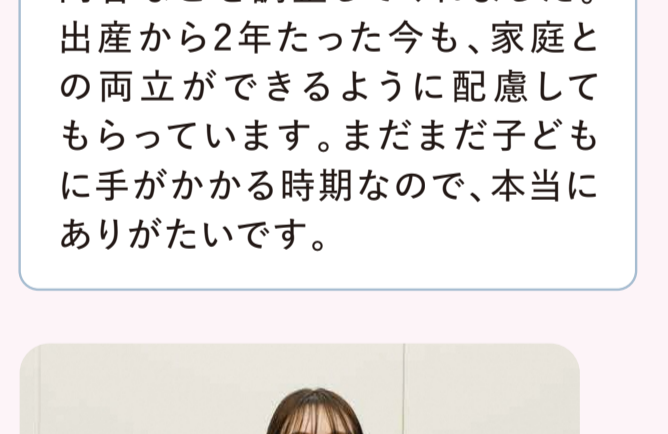 出産から2年たった今も、家庭と
の両立ができるように配慮して
もらっています。まだまだ子ども
に手がかかる時期なので、本当に
ありがたいです。